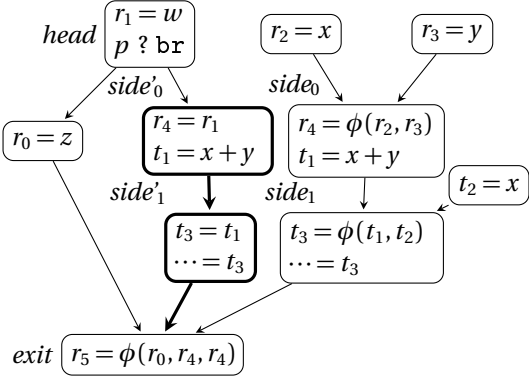 head
r₁ = w
p ? br
r₂ = x
r₃ = y
side'₀
side₀
r₀ = z
r₄ = r₁
t₁ = x + y
r₄ = ϕ(r₂, r₃)
t₁ = x + y
side'₁
side₁
t₂ = x
t₃ = t₁
⋯ = t₃
t₃ = ϕ(t₁, t₂)
⋯ = t₃
exit
r₅ = ϕ(r₀, r₄, r₄)